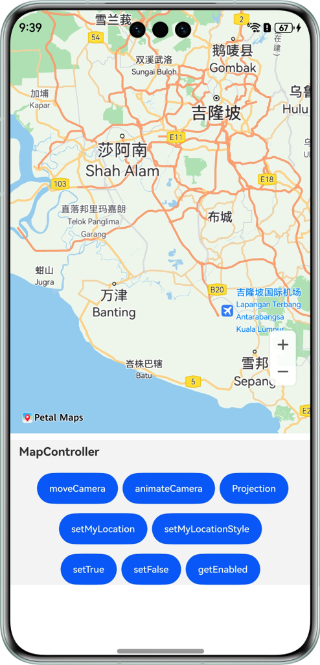 9:39
67
雪兰莪
54
鹅唛县
Gombak
双溪武洛
Sungai Buloh
加埔
Kapar
吉隆坡
Hulu
莎阿南
Shah Alam
E11
103
E18
直落邦里玛嘉朗
Telok Panglima
Garang
布城
蚶山
Jugra
万津
Banting
B20
吉隆坡国际机场
Lapangan Terbang
Antarabangsa
Kuala Lumpur
+
峇株巴辖
Batu
雪邦
Sepang
−
5
Petal Maps
MapController
moveCamera
animateCamera
Projection
setMyLocation
setMyLocationStyle
setTrue
setFalse
getEnabled